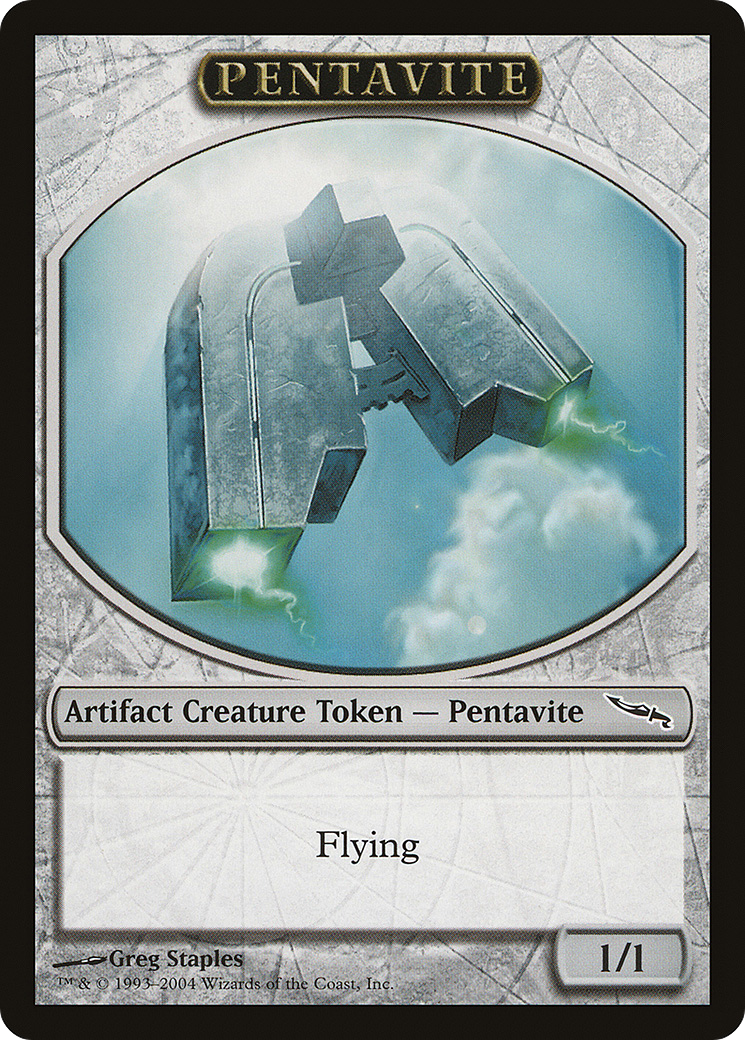 PENTAVITE
Artifact Creature Token — Pentavite
Flying
1/1
Greg Staples
™ & © 1993–2004 Wizards of the Coast, Inc.